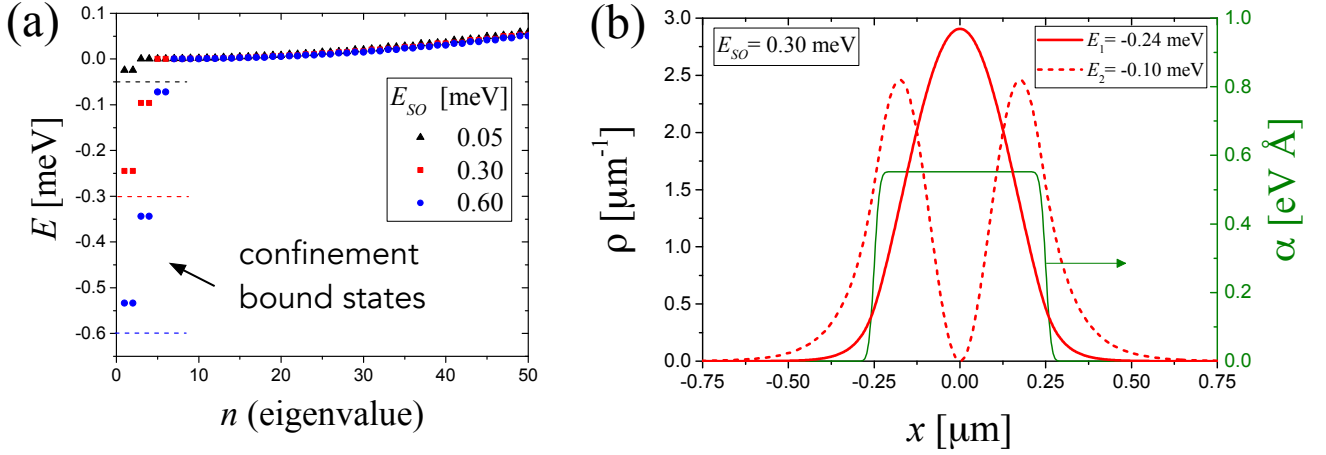 (a)
0.1
0.0
-0.1
-0.2
-0.3
-0.4
-0.5
-0.6
E [meV]
E_SO [meV]
0.05
0.30
0.60
confinement
bound states
0 10 20 30 40 50
n (eigenvalue)
(b)
3.0
2.5
2.0
1.5
1.0
0.5
0.0
ρ [μm⁻¹]
E_SO = 0.30 meV
E₁= -0.24 meV
E₂= -0.10 meV
1.0
0.8
0.6
0.4
0.2
0.0
α [eV Å]
-0.75 -0.50 -0.25 0.00 0.25 0.50 0.75
x [μm]